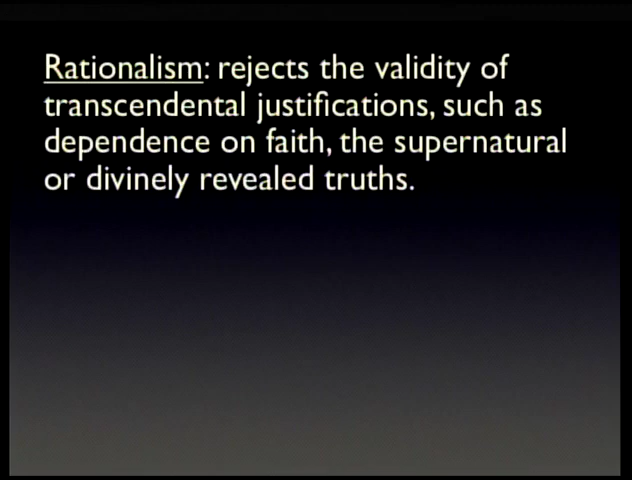 Rationalism: rejects the validity of
transcendental justifications, such as
dependence on faith, the supernatural
or divinely revealed truths.